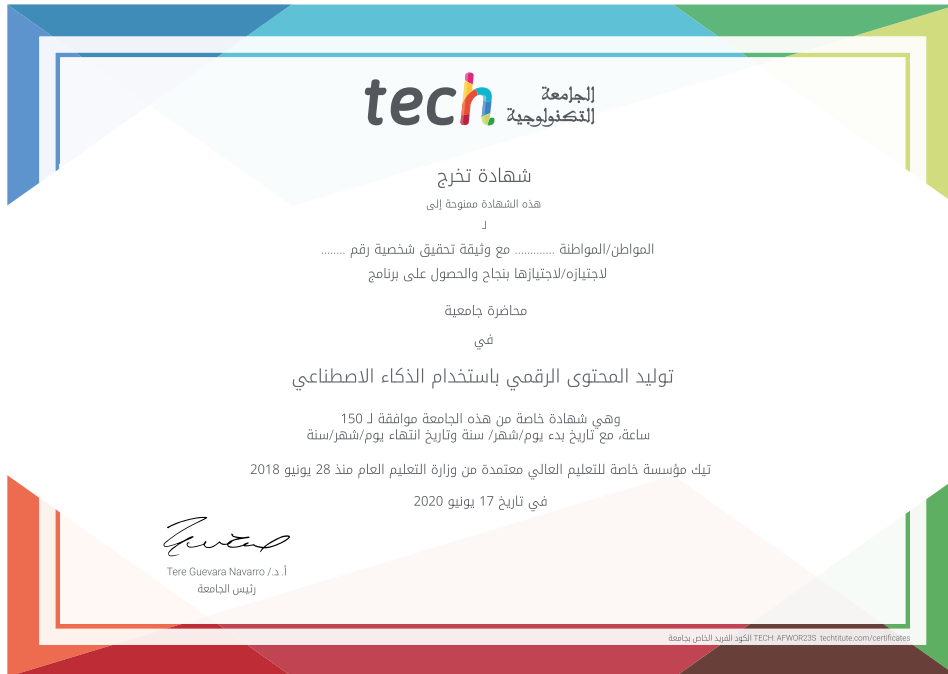 tech الجامعة
التكنولوجية
شهادة تخرج
هذه الشهادة ممنوحة إلى
لـ
المواطن/المواطنة ............ مع وثيقة تحقيق شخصية رقم ........
لاجتيازه/لاجتيازها بنجاح والحصول على برنامج
محاضرة جامعية
في
توليد المحتوى الرقمي باستخدام الذكاء الاصطناعي
وهي شهادة خاصة من هذه الجامعة موافقة لـ 150
ساعة، مع تاريخ بدء يوم/شهر/ سنة وتاريخ انتهاء يوم/شهر/سنة
تيك مؤسسة خاصة للتعليم العالي معتمدة من وزارة التعليم العام منذ 28 يونيو 2018
في تاريخ 17 يونيو 2020
أ.د./ Tere Guevara Navarro
رئيس الجامعة
الكود الفريد الخاص بجامعة TECH: AFWOR23S techtitute.com/certificates